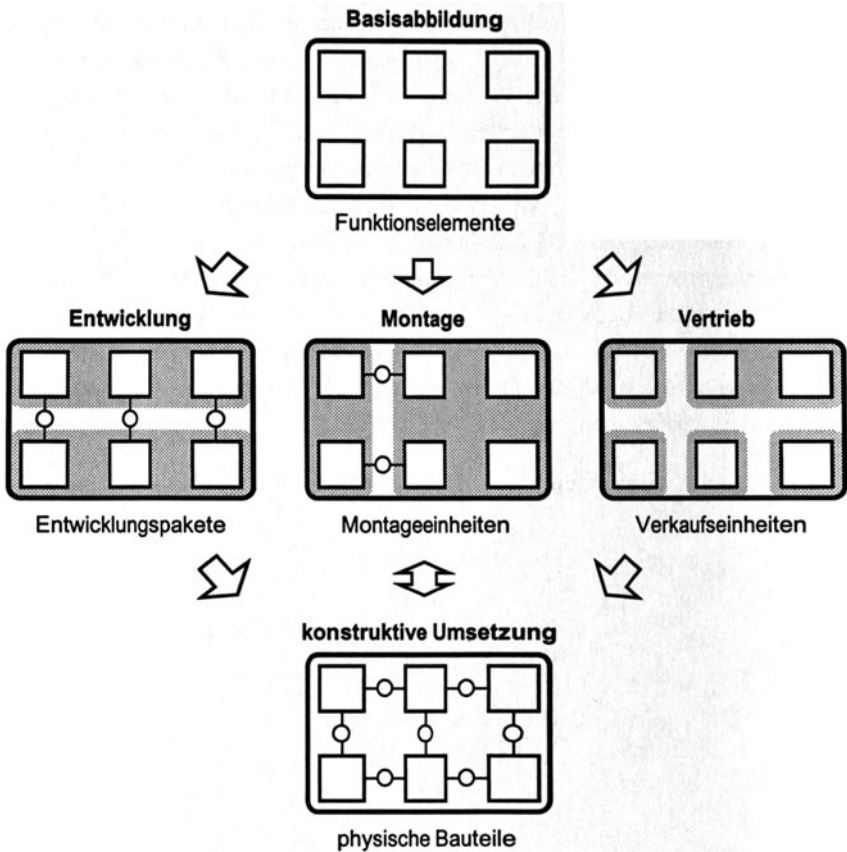 Basisabbildung
Funktionselemente
Entwicklung
Montage
Vertrieb
Entwicklungspakete
Montageeinheiten
Verkaufseinheiten
konstruktive Umsetzung
physische Bauteile